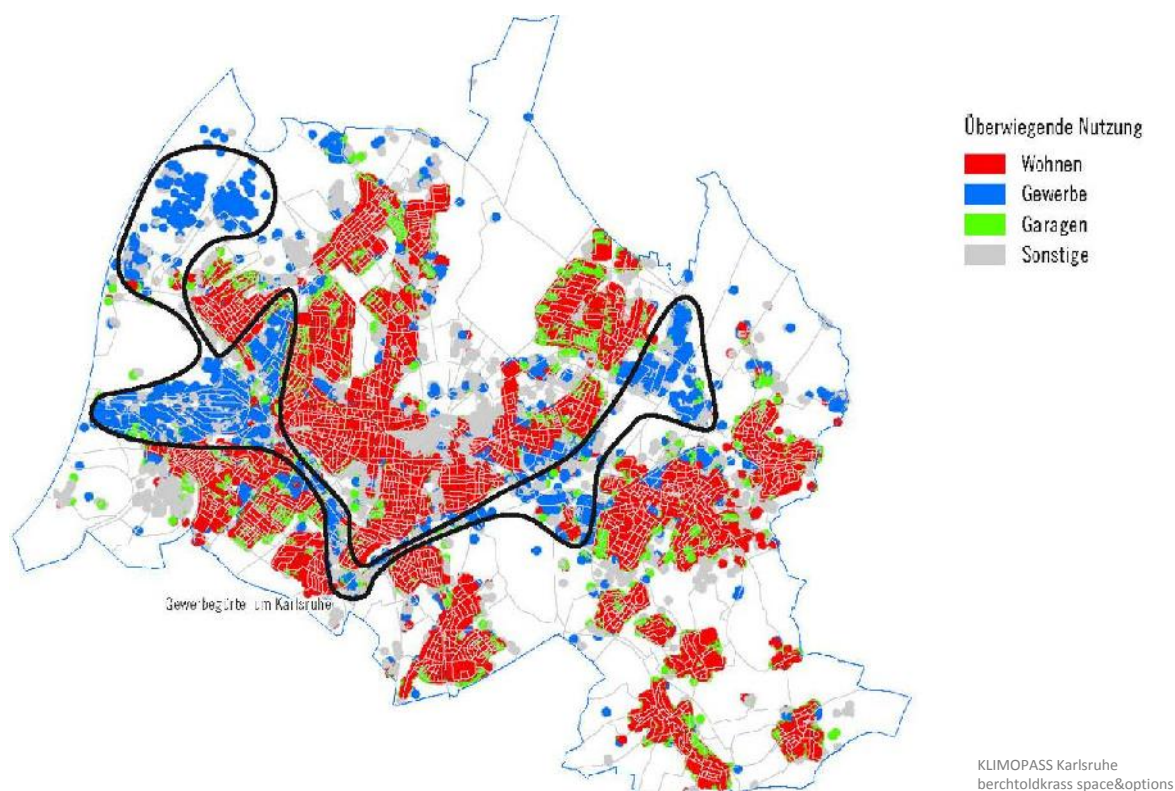 Überwiegende Nutzung
Wohnen
Gewerbe
Garagen
Sonstige
Gewerbegürtel um Karlsruhe
KLIMOPASS Karlsruhe
berchtoldkrass space&options